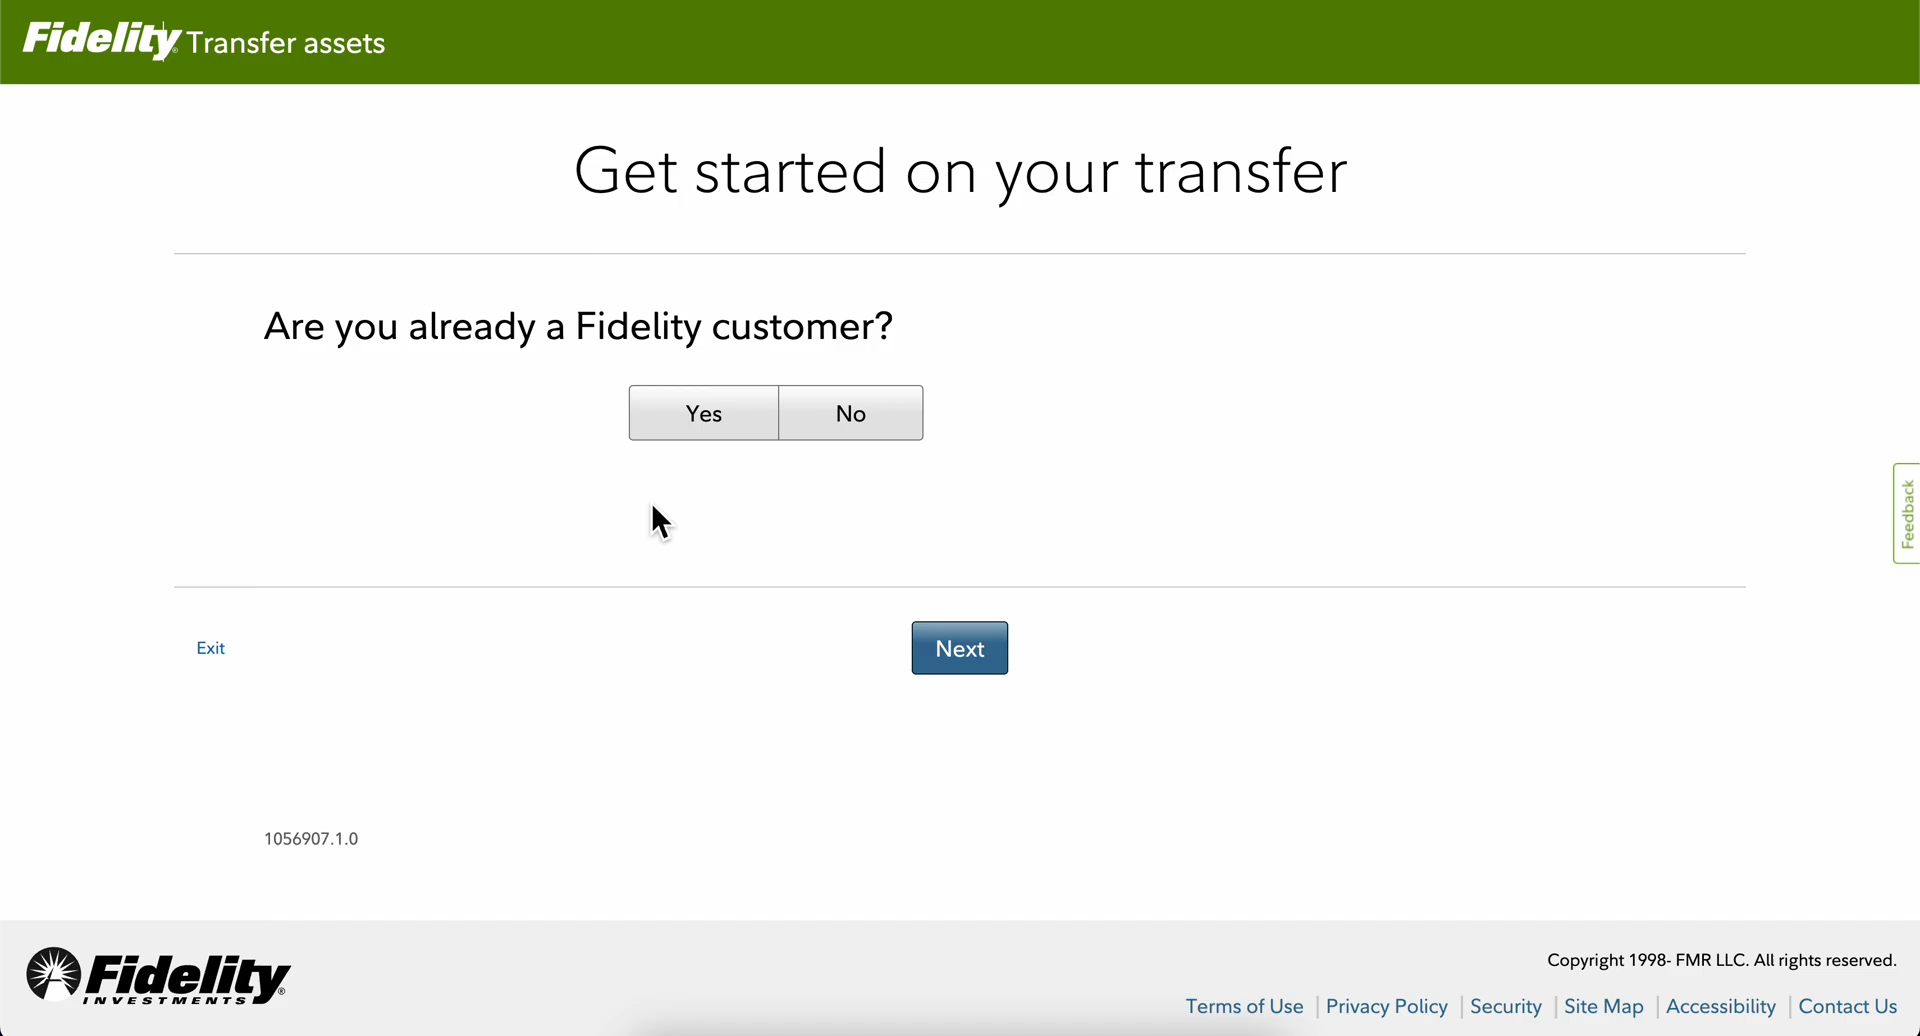 Fidelity® Transfer assets
Get started on your transfer
Are you already a Fidelity customer?
Yes No
Feedback
Exit Next
1056907.1.0
Fidelity®
INVESTMENTS
Copyright 1998- FMR LLC. All rights reserved.
Terms of Use | Privacy Policy | Security | Site Map | Accessibility | Contact Us